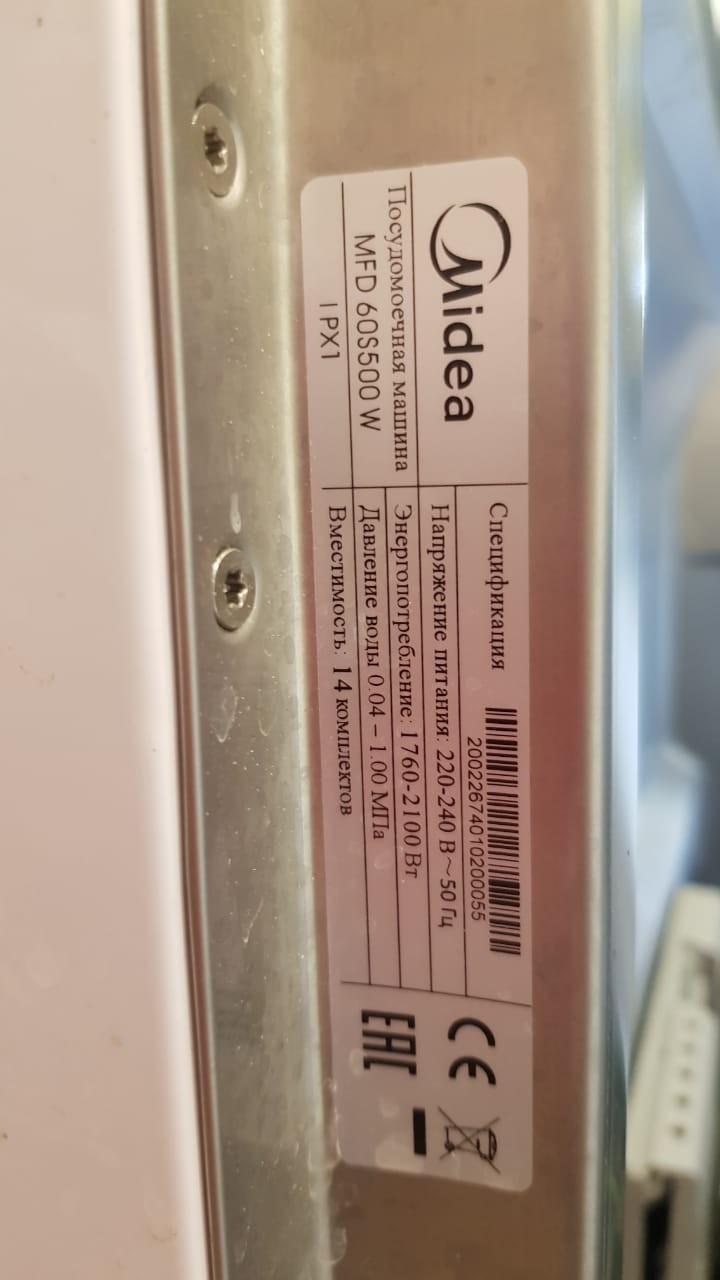 Midea
Посудомоечная машина
MFD 60S500 W
IPX1
Спецификация
20022674010200055
Напряжение питания: 220-240 В~50 Гц
Энергопотребление: 1760-2100 Вт
Давление воды 0.04 – 1.00 МПа
Вместимость: 14 комплектов
CE
EAC